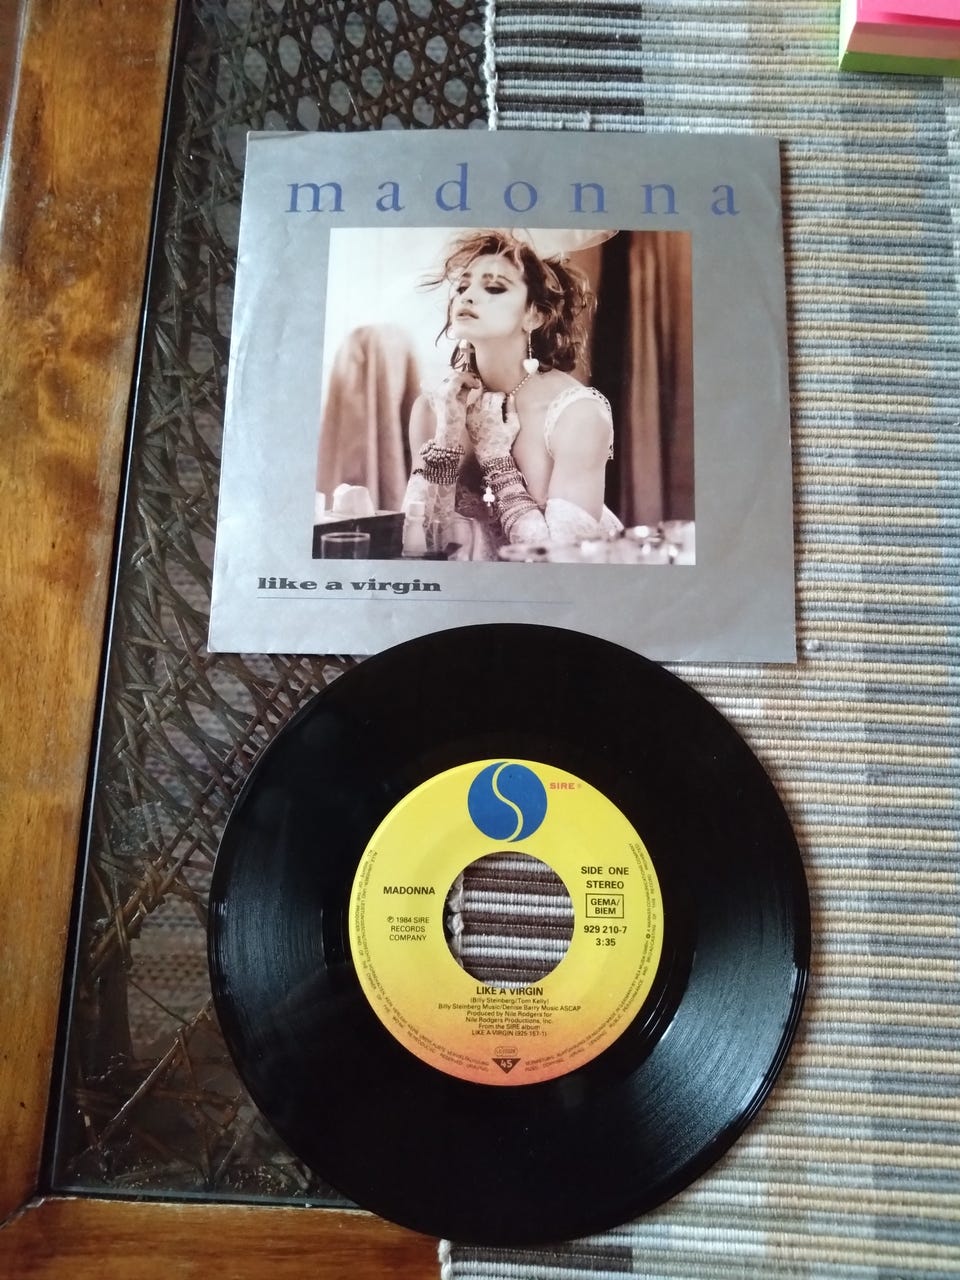 madonna
like a virgin
SIRE ®
MADONNA
℗ 1984 SIRE
RECORDS
COMPANY
SIDE ONE
STEREO
GEMA/
BIEM
929 210-7
3:35
LIKE A VIRGIN
(Billy Steinberg/Tom Kelly)
Billy Steinberg Music/Denise Barry Music ASCAP
Produced by Nile Rodgers for
Nile Rodgers Productions, Inc.
From the SIRE album
LIKE A VIRGIN (925 157-1)
45